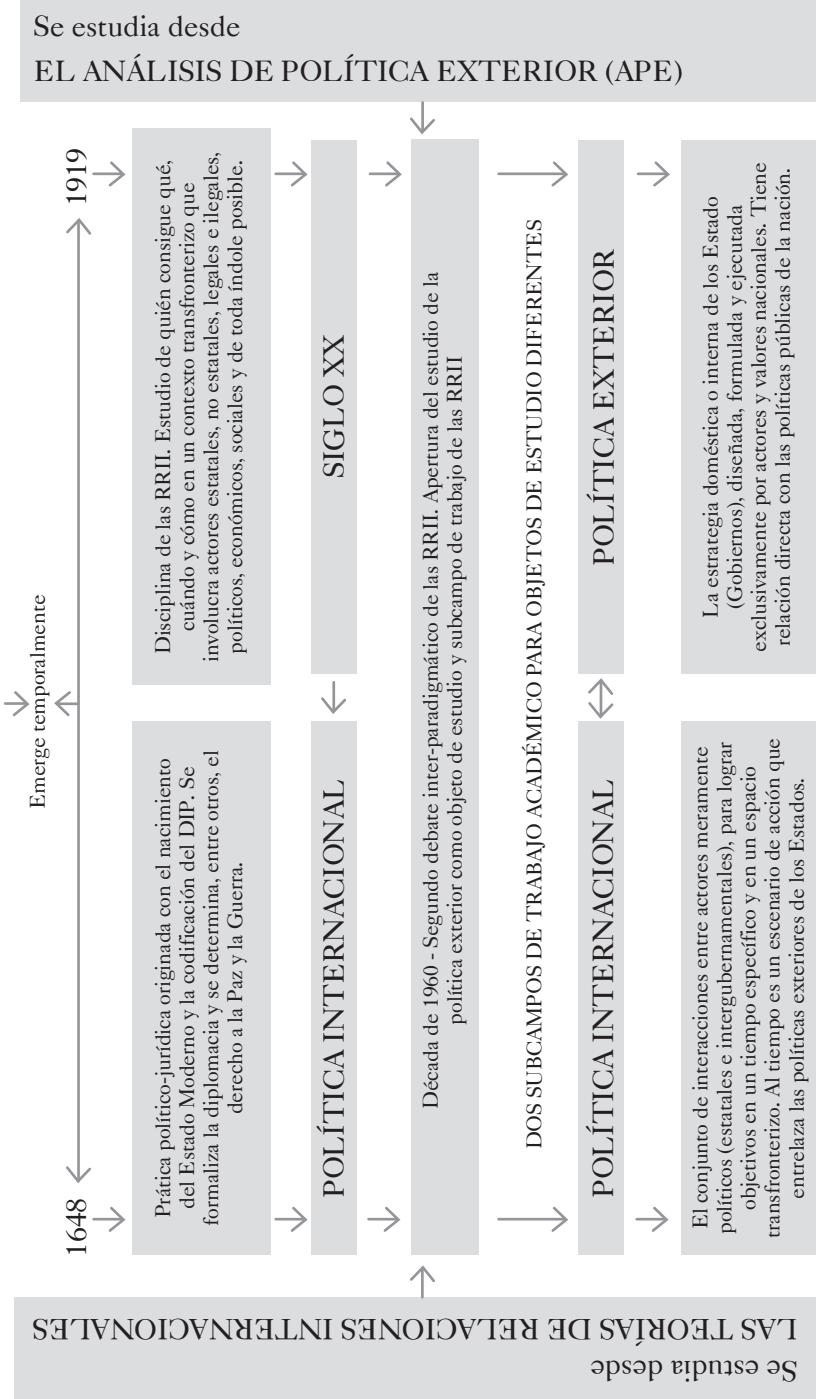 Emerge temporalmente
1648
1919
Prática político-jurídica originada con el nacimiento
del Estado Moderno y la codificación del DIP. Se
formaliza la diplomacia y se determina, entre otros, el
derecho a la Paz y la Guerra.
Disciplina de las RRII. Estudio de quién consigue qué,
cuándo y cómo en un contexto transfronterizo que
involucra actores estatales, no estatales, legales e ilegales,
políticos, económicos, sociales y de toda índole posible.
POLÍTICA INTERNACIONAL
SIGLO XX
Década de 1960 - Segundo debate inter-paradigmático de las RRII. Apertura del estudio de la
política exterior como objeto de estudio y subcampo de trabajo de las RRII
DOS SUBCAMPOS DE TRABAJO ACADÉMICO PARA OBJETOS DE ESTUDIO DIFERENTES
POLÍTICA INTERNACIONAL
POLÍTICA EXTERIOR
El conjunto de interacciones entre actores meramente
políticos (estatales e intergubernamentales), para lograr
objetivos en un tiempo específico y en un espacio
transfronterizo. Al tiempo es un escenario de acción que
entrelaza las políticas exteriores de los Estados.
La estrategia doméstica o interna de los Estado
(Gobiernos), diseñada, formulada y ejecutada
exclusivamente por actores y valores nacionales. Tiene
relación directa con las políticas públicas de la nación.
Se estudia desde
LAS TEORÍAS DE RELACIONES INTERNACIONALES
Se estudia desde
EL ANÁLISIS DE POLÍTICA EXTERIOR (APE)